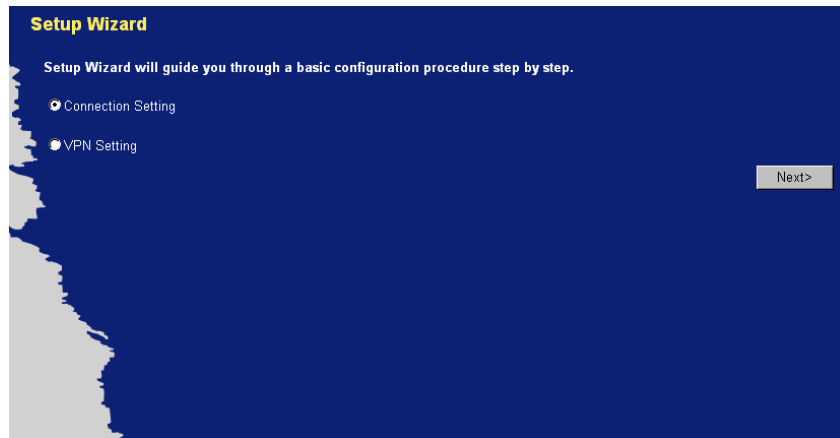 Setup Wizard
Setup Wizard will guide you through a basic configuration procedure step by step.
Connection Setting
VPN Setting
Next>